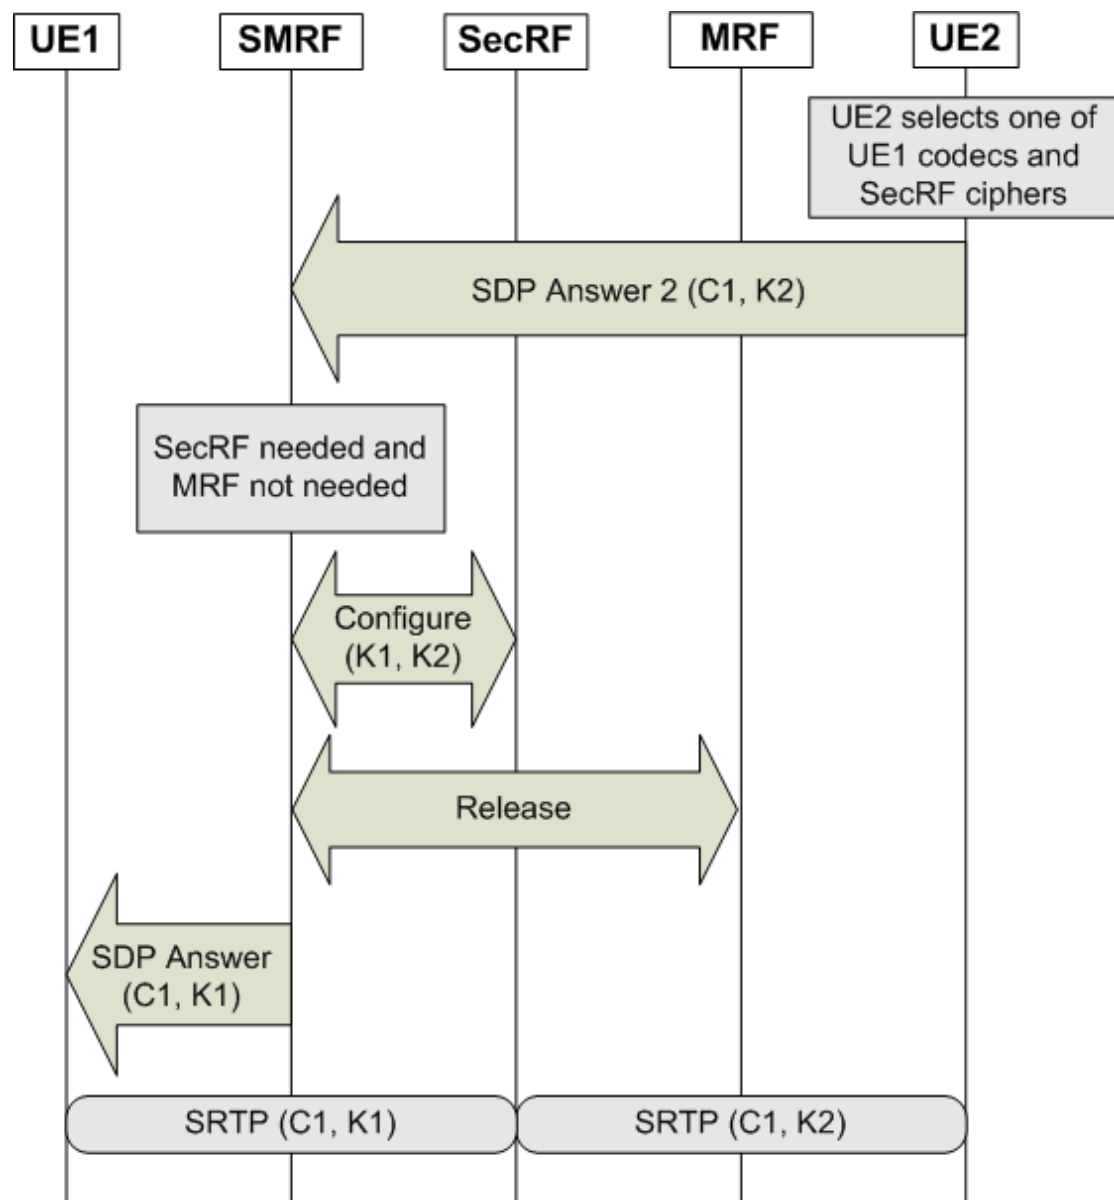 UE1
SMRF
SecRF
MRF
UE2
UE2 selects one of
UE1 codecs and
SecRF ciphers
SDP Answer 2 (C1, K2)
SecRF needed and
MRF not needed
Configure
(K1, K2)
Release
SDP Answer
(C1, K1)
SRTP (C1, K1)
SRTP (C1, K2)